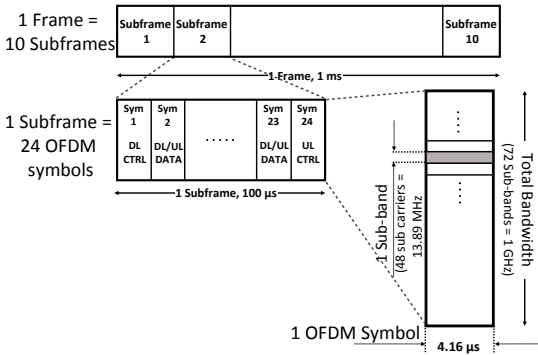 1 Frame =
10 Subframes
Subframe
1
Subframe
2
Subframe
10
1 Frame, 1 ms
1 Subframe =
24 OFDM
symbols
Sym
1
DL
CTRL
Sym
2
DL/UL
DATA
.....
Sym
23
DL/UL
DATA
Sym
24
UL
CTRL
1 Subframe, 100 µs
1 Sub-band
(48 sub carriers =
13.89 MHz
Total Bandwidth
(72 Sub-bands = 1 GHz)
1 OFDM Symbol
4.16 µs